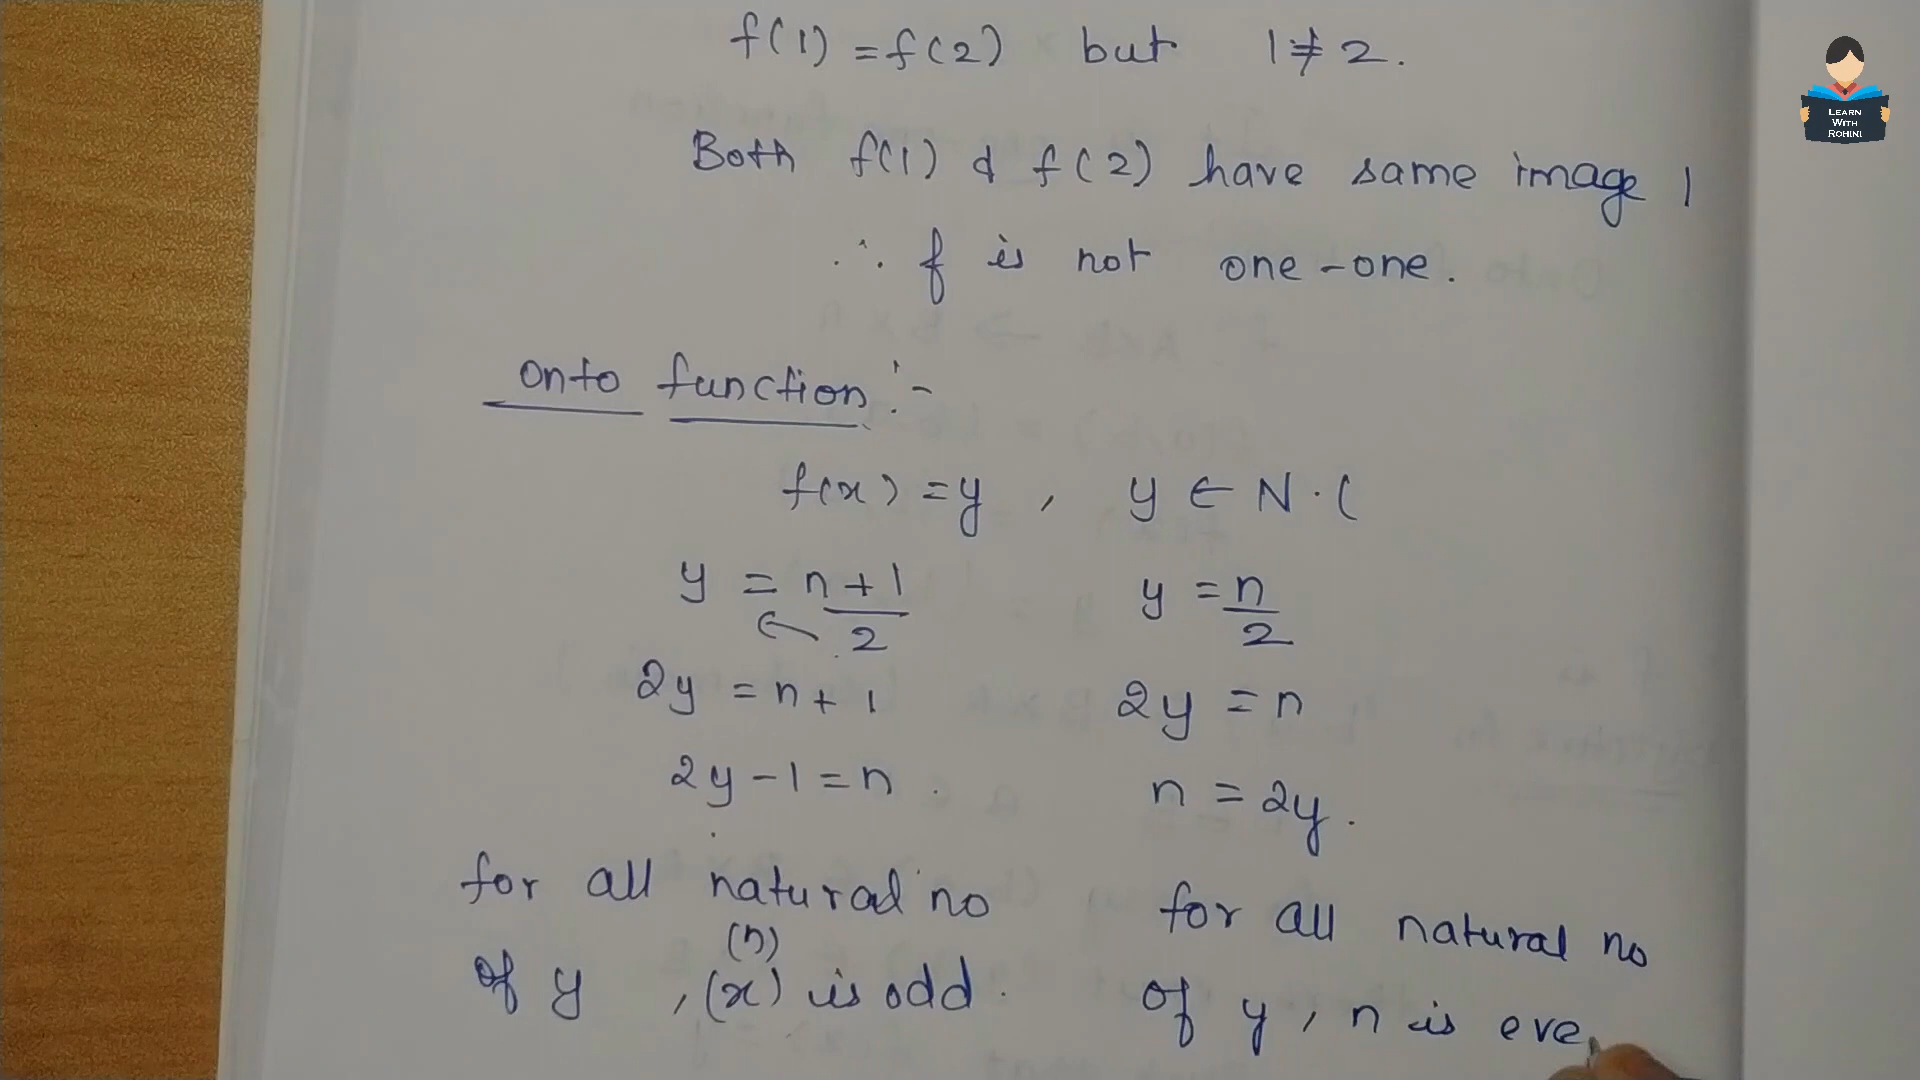 f(1) = f(2) but 1 ≠ 2.
LEARN
WITH
ROHINI
Both f(1) & f(2) have same image 1
∴ f is not one-one.
onto function :-
f(x) = y , y ∈ N . (
y = n+1/2 y = n/2
2y = n+1 2y = n
2y - 1 = n . n = 2y .
for all natural no for all natural no
(n)
of y , (x) is odd . of y , n is eve